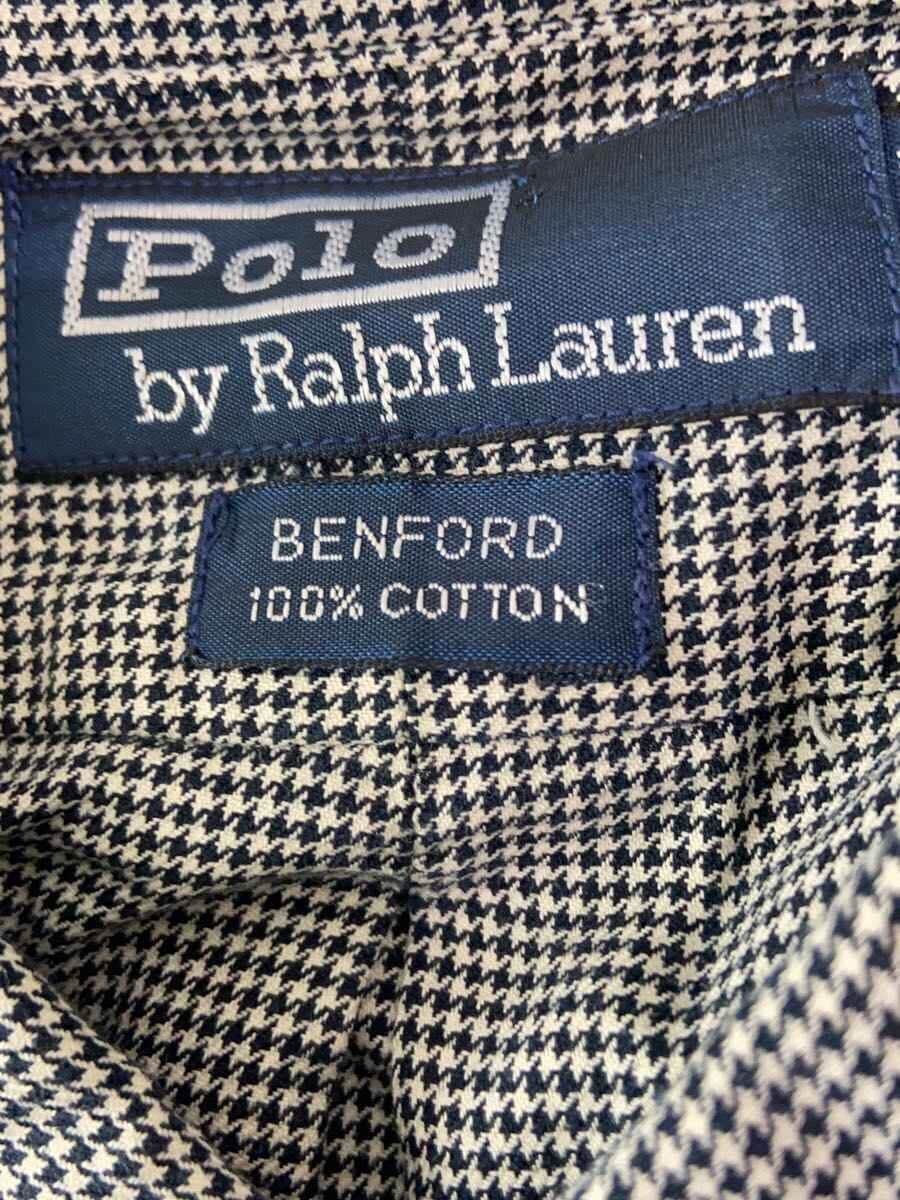 Polo
by Ralph Lauren
BENFORD
100% COTTON